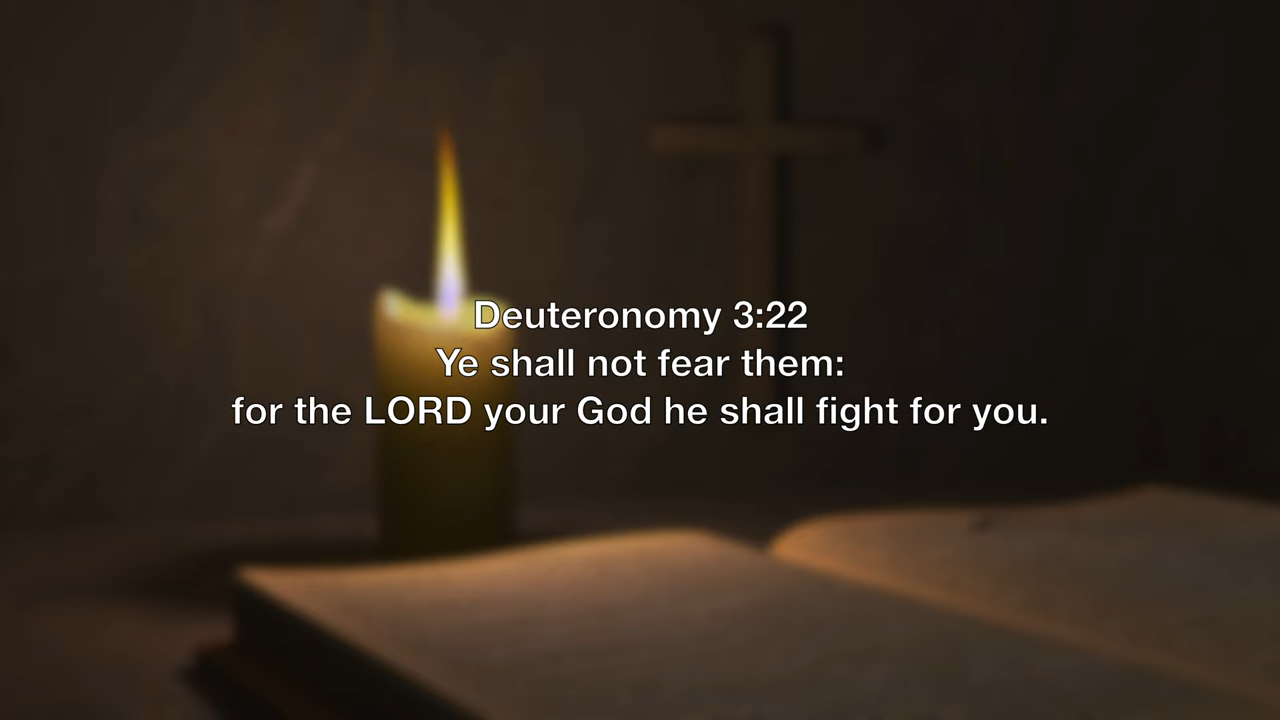 Deuteronomy 3:22
Ye shall not fear them:
for the LORD your God he shall fight for you.